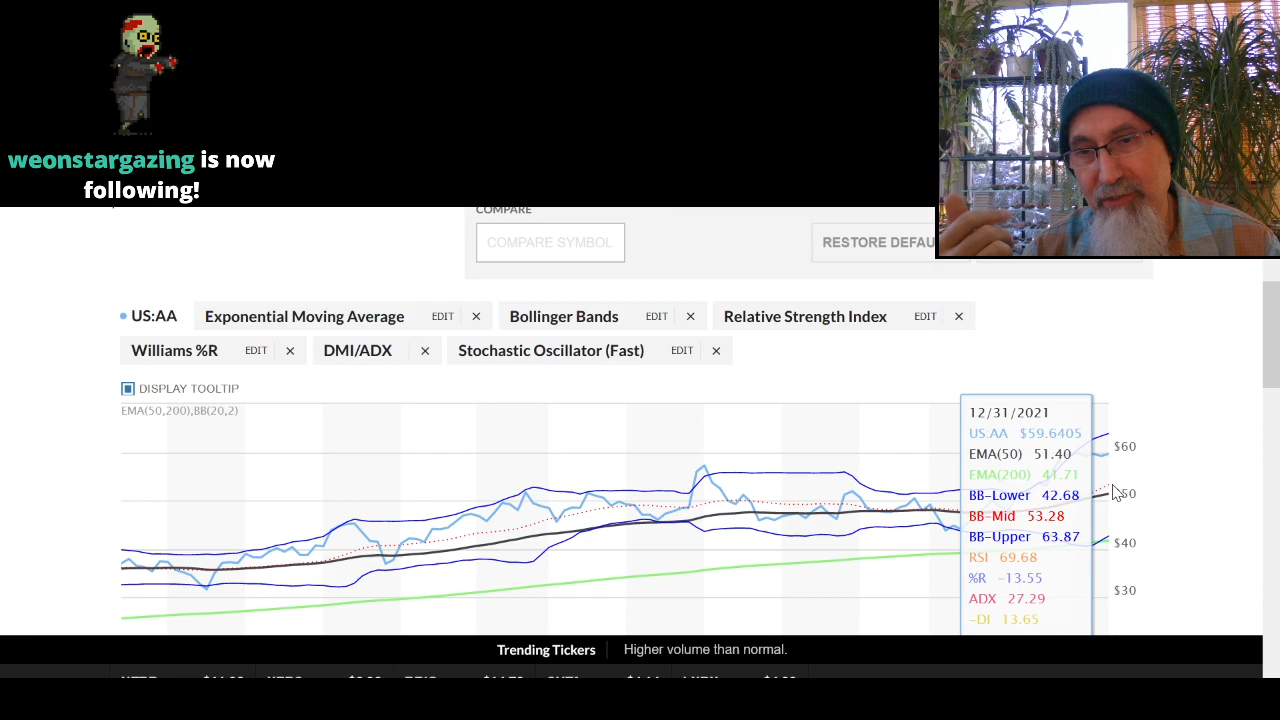 weonstargazing is now
following!
COMPARE
COMPARE SYMBOL
RESTORE DEFAU
US:AA
Exponential Moving Average EDIT ×
Bollinger Bands EDIT ×
Relative Strength Index EDIT ×
Williams %R EDIT ×
DMI/ADX ×
Stochastic Oscillator (Fast) EDIT ×
DISPLAY TOOLTIP
EMA(50,200),BB(20,2)
12/31/2021
US:AA $59.6405
EMA(50) 51.40
EMA(200) 41.71
BB-Lower 42.68
BB-Mid 53.28
BB-Upper 63.87
RSI 69.68
%R -13.55
ADX 27.29
-DI 13.65
$60
50
$40
$30
Trending Tickers
Higher volume than normal.